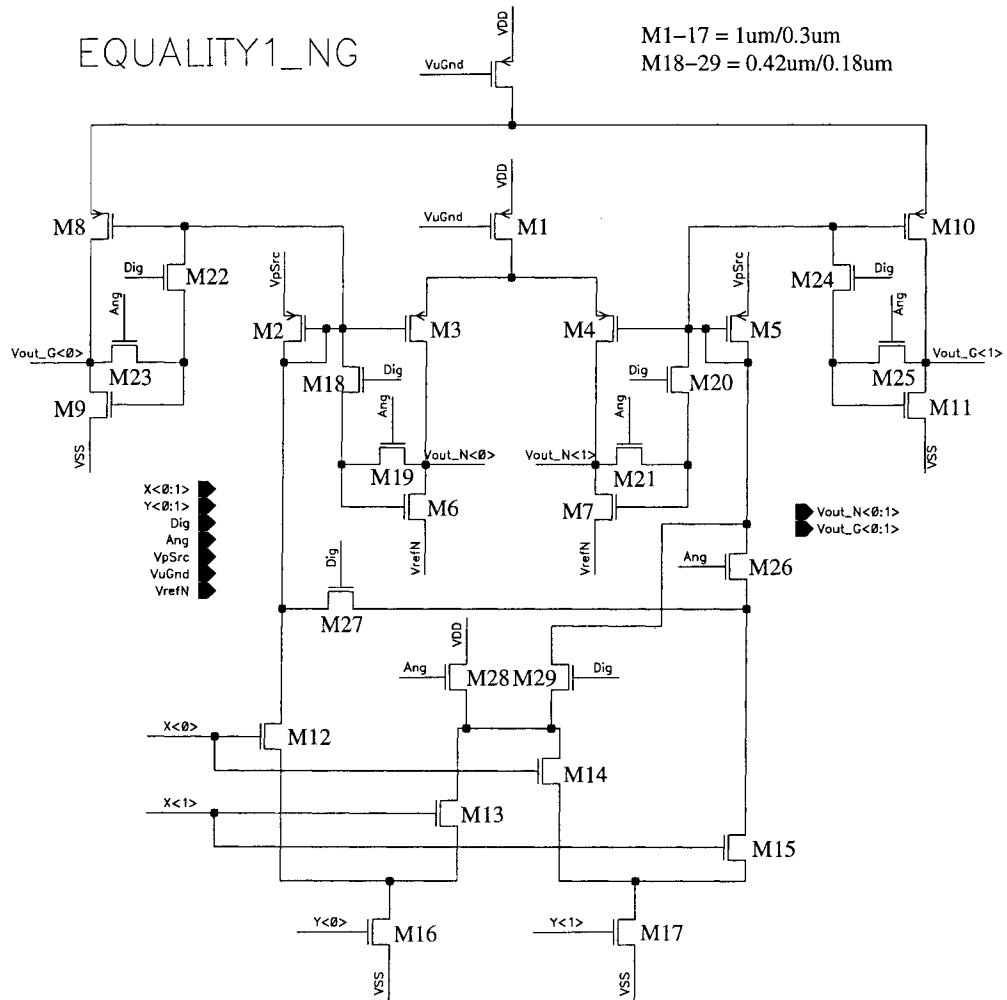 EQUALITY1_NG
M1-17 = 1um/0.3um
M18-29 = 0.42um/0.18um
VDD
VuGnd
VDD
VuGnd
M1
M8
M10
Dig
M22
M24
Dig
Ang
VpSrc
VpSrc
Ang
M2
M3
M4
M5
Vout_G<0>
M23
M18
Dig
Dig
M20
M25
Vout_G<1>
M9
Ang
Ang
M11
VSS
M19
Vout_N<0>
Vout_N<1>
M21
VSS
M6
M7
X<0:1>
Y<0:1>
Dig
Ang
VpSrc
VuGnd
VrefN
Vout_N<0:1>
Vout_G<0:1>
VrefN
VrefN
Dig
Ang
M26
M27
VDD
Ang
M28
M29
Dig
X<0>
M12
M14
X<1>
M13
M15
Y<0>
M16
Y<1>
M17
VSS
VSS